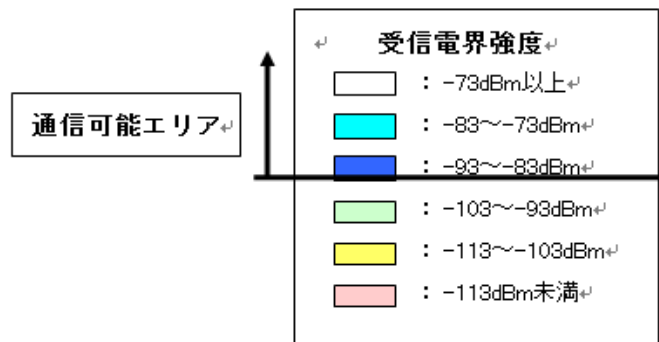 受信電界強度
: -73dBm以上
: -83～-73dBm
通信可能エリア
: -93～-83dBm
: -103～-93dBm
: -113～-103dBm
: -113dBm未満